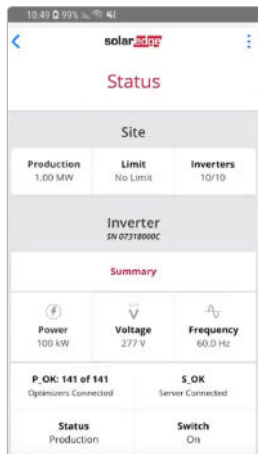 10:49 99%
solaredge
Status
Site
Production Limit Inverters
1.00 MW No Limit 10/10
Inverter
SN 07318000C
Summary
Power Voltage Frequency
100 kW 277 V 60.0 Hz
P_OK: 141 of 141 S_OK
Optimizers Connected Server Connected
Status Switch
Production On